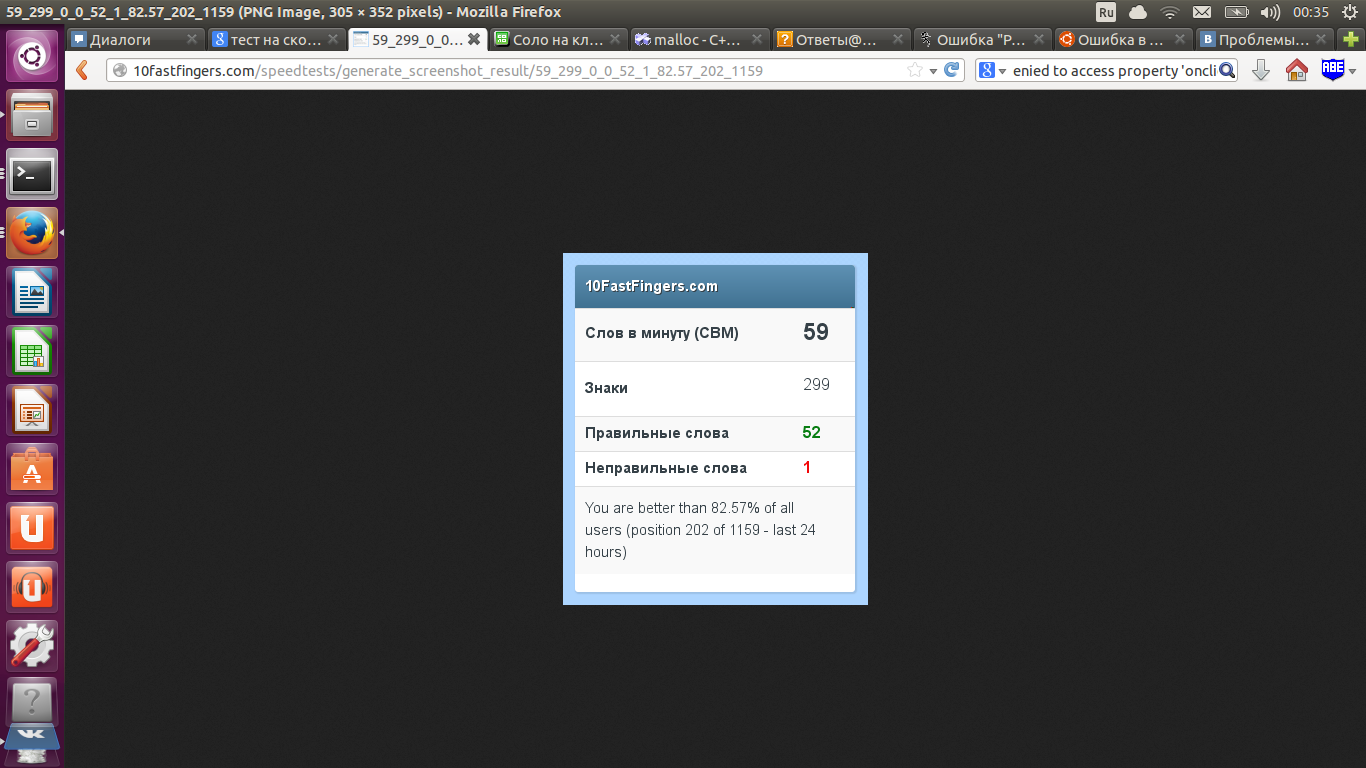 59_299_0_0_52_1_82.57_202_1159 (PNG Image, 305 × 352 pixels) - Mozilla Firefox
Ru
00:35
Диалоги
тест на ско...
59_299_0_0...
Соло на кл...
malloc - C+...
Ответы@...
Ошибка "P...
Ошибка в ...
Проблемы...
10fastfingers.com/speedtests/generate_screenshot_result/59_299_0_0_52_1_82.57_202_1159
enied to access property 'oncli
ABE
10FastFingers.com
Слов в минуту (СВМ) 59
Знаки 299
Правильные слова 52
Неправильные слова 1
You are better than 82.57% of all
users (position 202 of 1159 - last 24
hours)